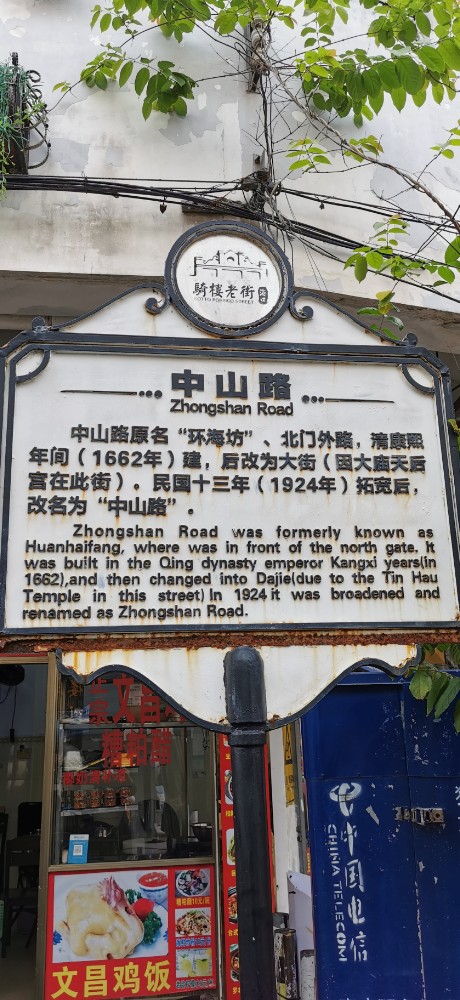 騎樓老街
中山路
Zhongshan Road
中山路原名“环海坊”、北门外路，清康熙
年间（1662年）建，后改为大街（因大庙天后
宫在此街）。民国十三年（1924年）拓宽后，
改名为“中山路”。
Zhongshan Road was formerly known as
Huanhaifang, where was in front of the north gate. It
was built in the Qing dynasty emperor Kangxi years(In
1662),and then changed into Dajie(due to the Tin Hau
Temple in this street) In 1924 it was broadened and
renamed as Zhongshan Road.
文昌鸡饭
中国电信
CHINA TELECOM